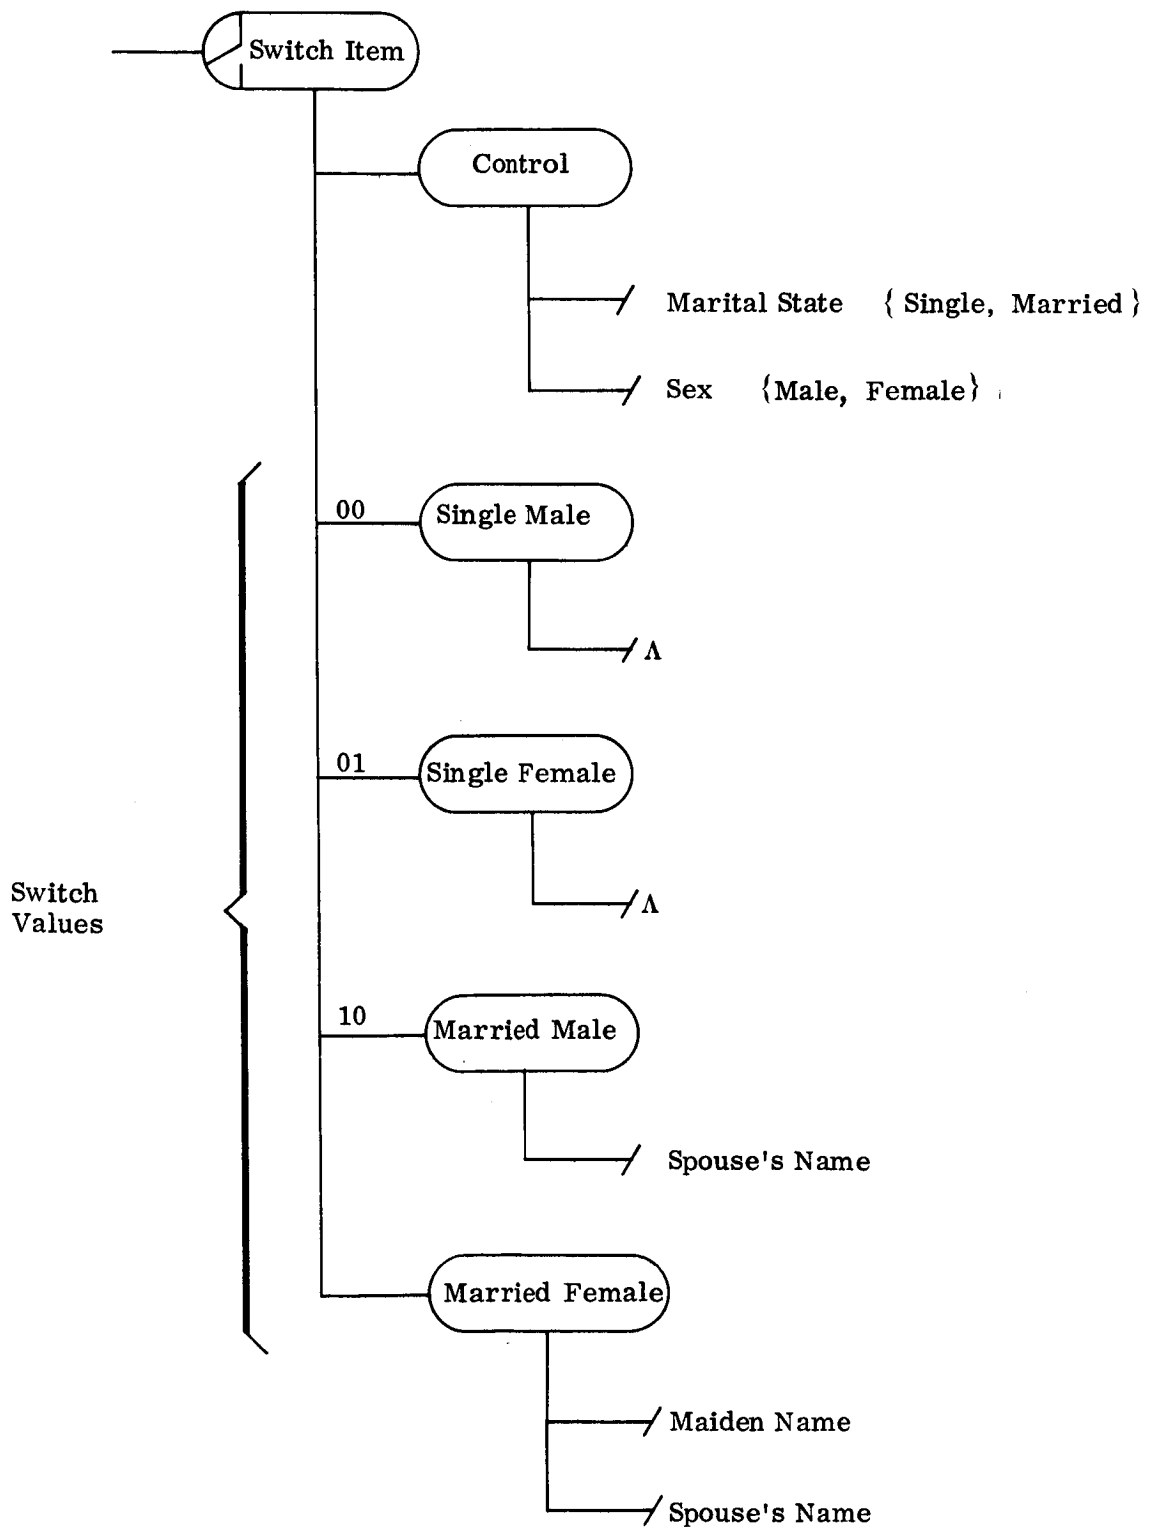 Switch Item
Control
Marital State { Single, Married }
Sex {Male, Female}
00
Single Male
Λ
01
Single Female
Λ
Switch
Values
10
Married Male
Spouse's Name
Married Female
Maiden Name
Spouse's Name